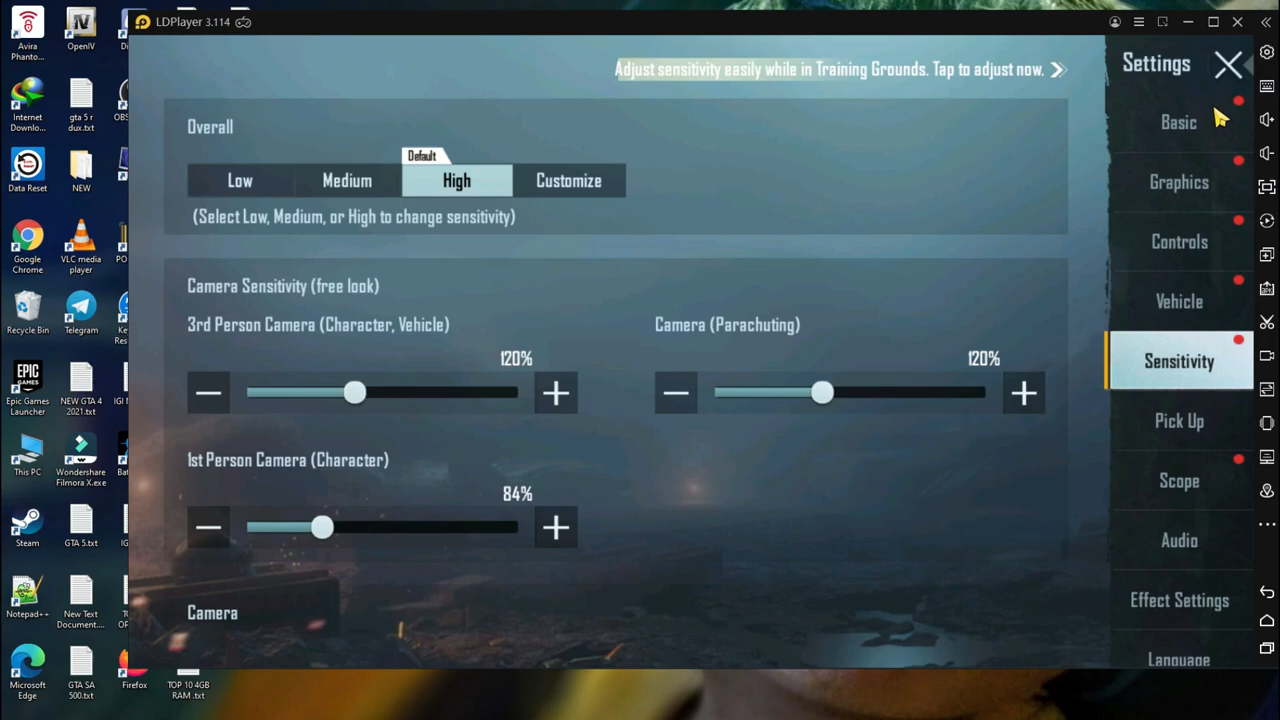 LDPlayer 3.114
Adjust sensitivity easily while in Training Grounds. Tap to adjust now.
Overall
Default
Low
Medium
High
Customize
(Select Low, Medium, or High to change sensitivity)
Camera Sensitivity (free look)
3rd Person Camera (Character, Vehicle)
120%
Camera (Parachuting)
120%
1st Person Camera (Character)
84%
Camera
Settings
Basic
Graphics
Controls
Vehicle
Sensitivity
Pick Up
Scope
Audio
Effect Settings
Language
Avira
Phanto...
OpenIV
Internet
Downlo...
gta 5 r
dux.txt
OBS
Data Reset
NEW
Google
Chrome
VLC media
player
PO
Recycle Bin
Telegram
Epic Games
Launcher
NEW GTA 4
2021.txt
This PC
Wondershare
Filmora X.exe
Steam
GTA 5.txt
Notepad++
New Text
Document....
Microsoft
Edge
GTA SA
500.txt
Firefox
TOP 10 4GB
RAM .txt
EPIC
GAMES